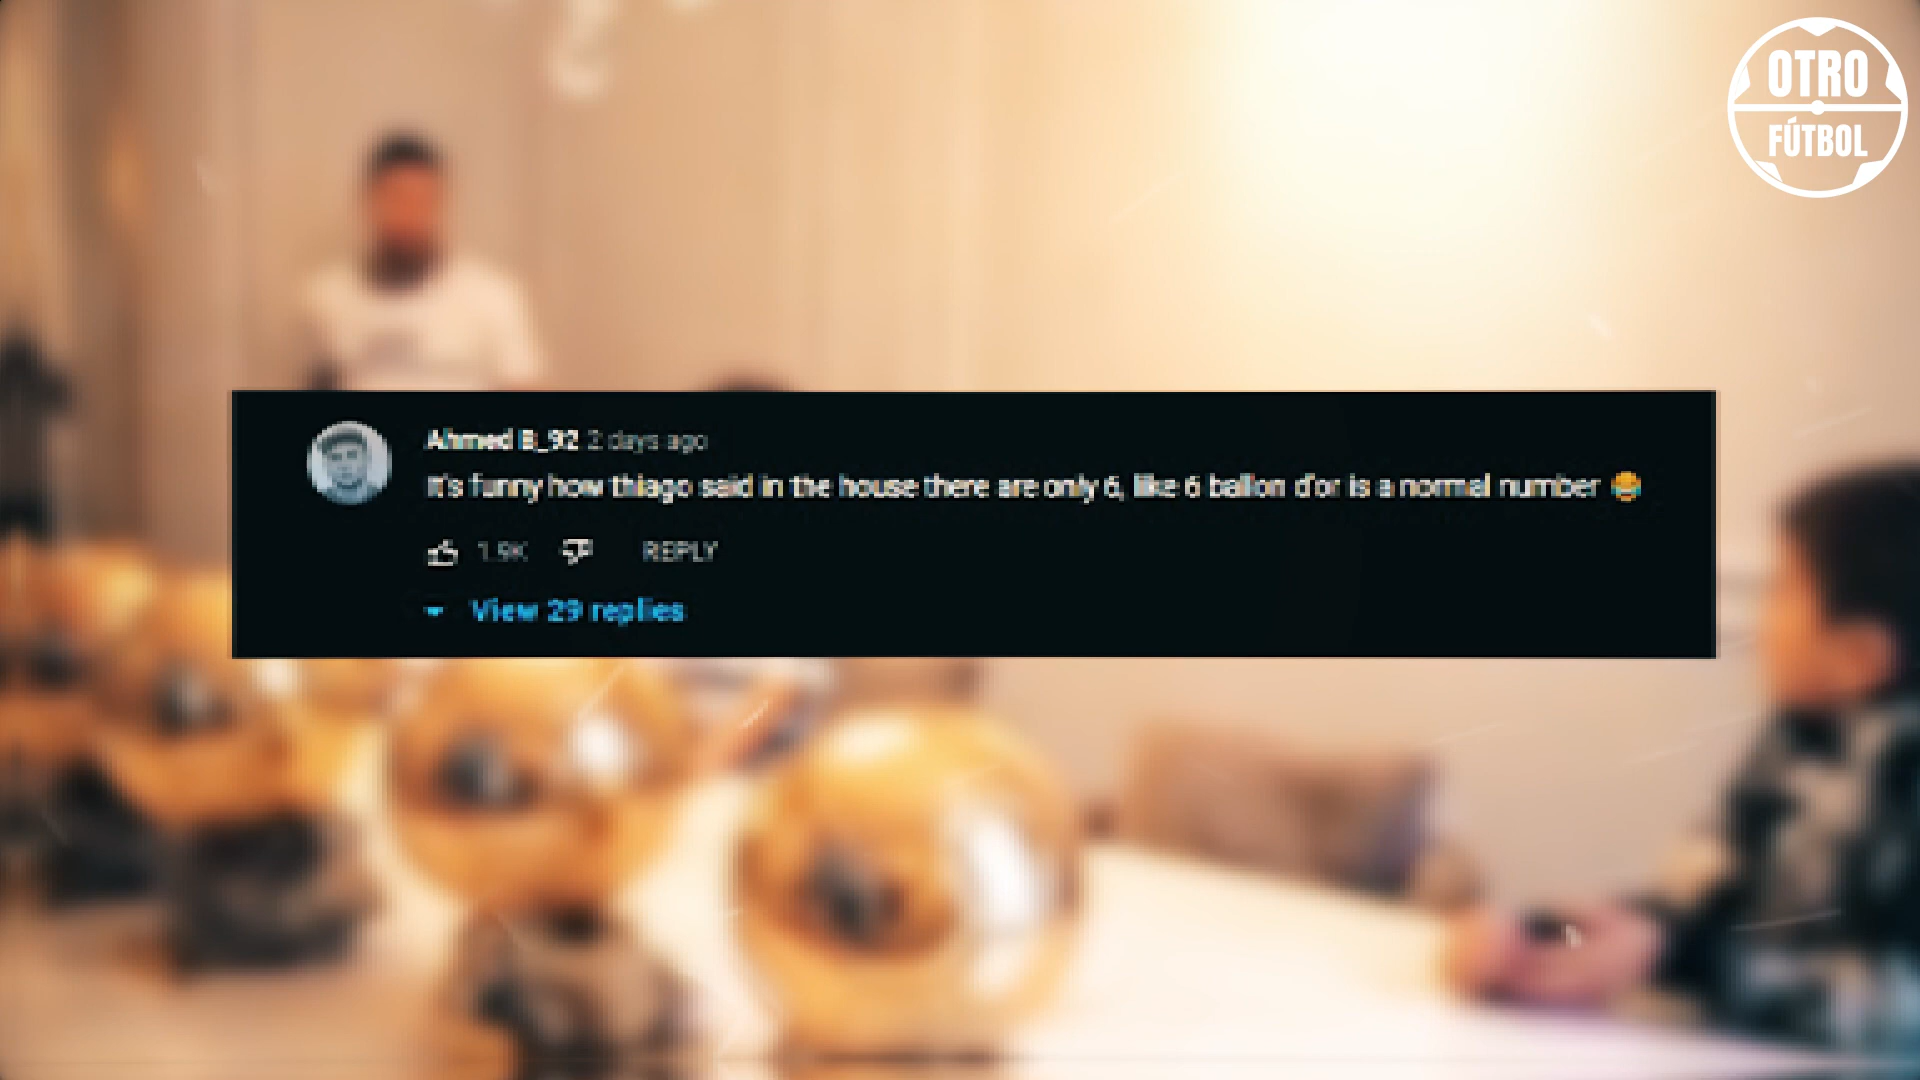 OTRO
FÚTBOL
Ahmed B_92 2 days ago
It's funny how thiago said in the house there are only 6, like 6 ballon d'or is a normal number 😂
1.9K REPLY
View 29 replies